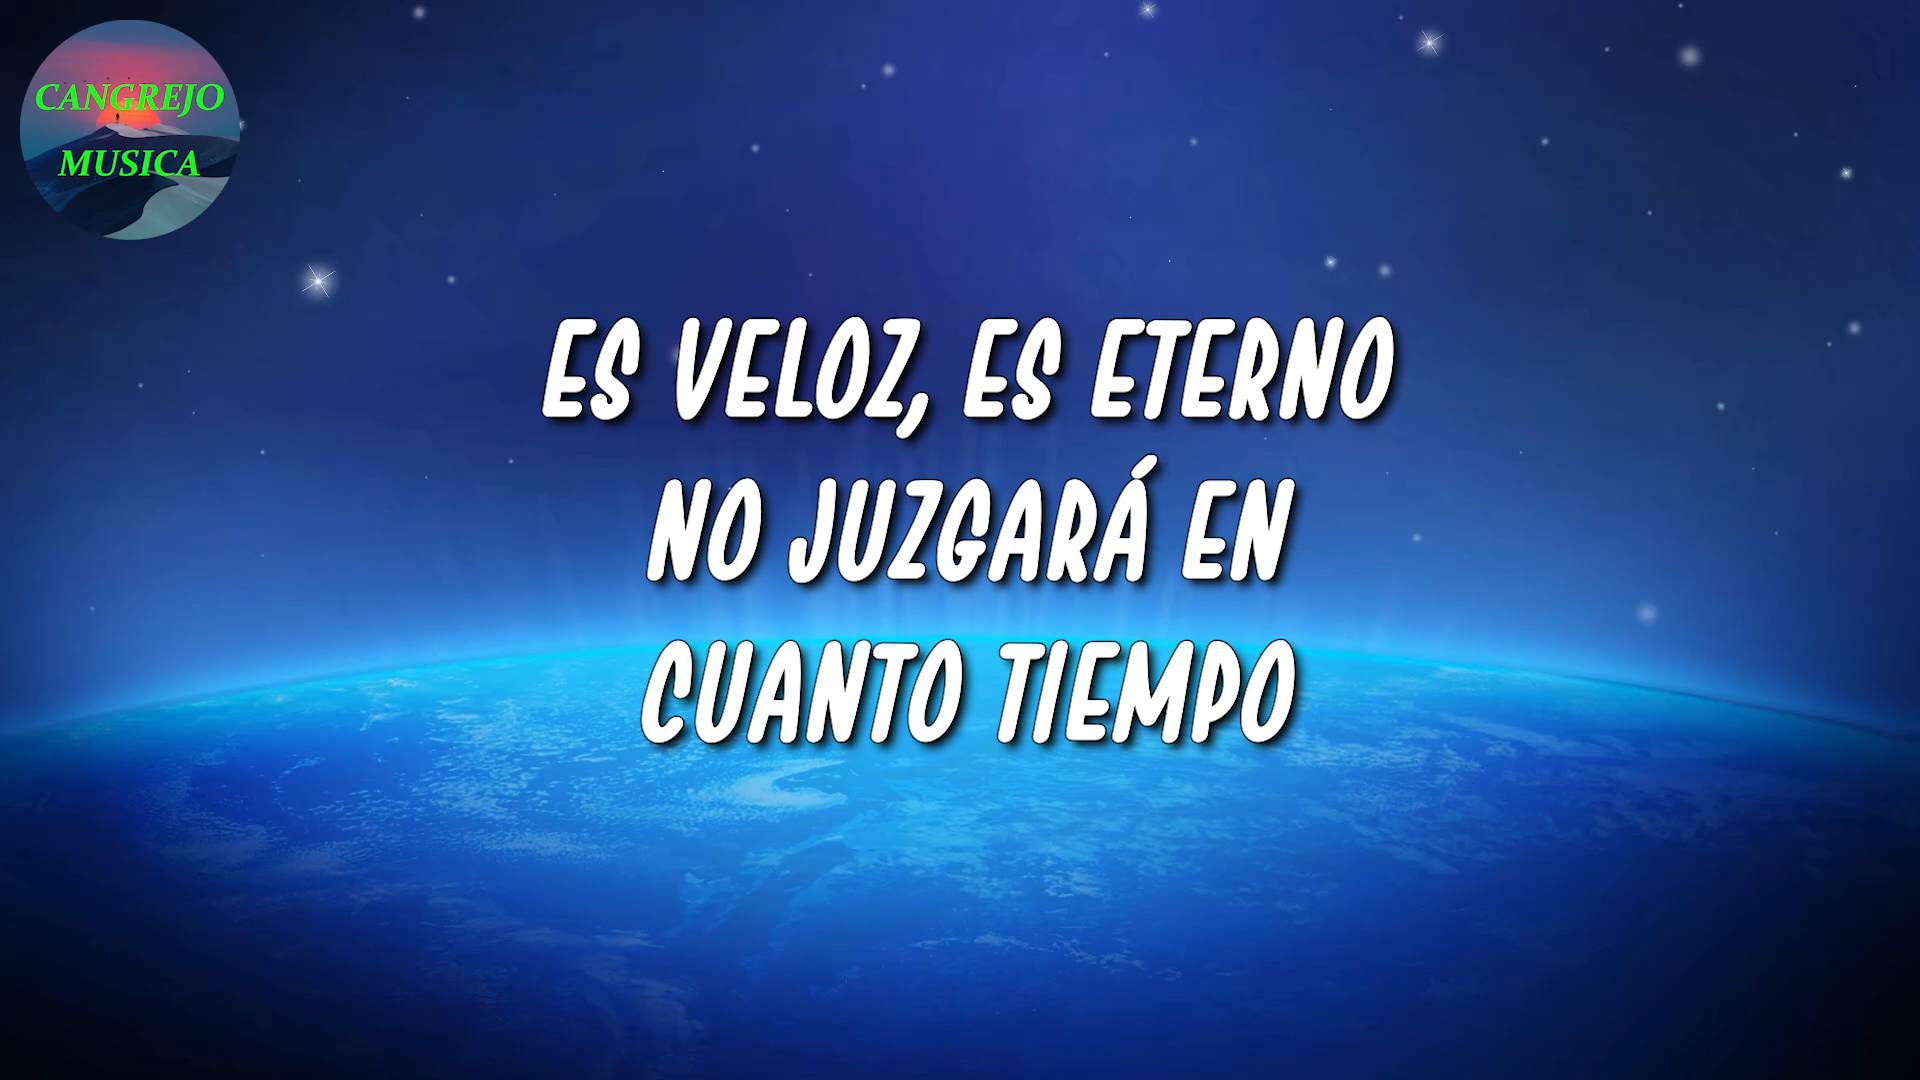 CANGREJO
MUSICA
ES VELOZ, ES ETERNO
NO JUZGARÁ EN
CUANTO TIEMPO